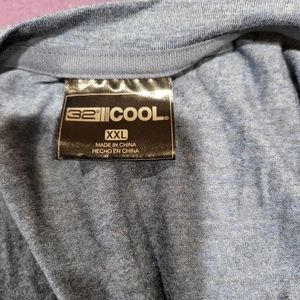 32 COOL®
XXL
MADE IN CHINA
HECHO EN CHINA